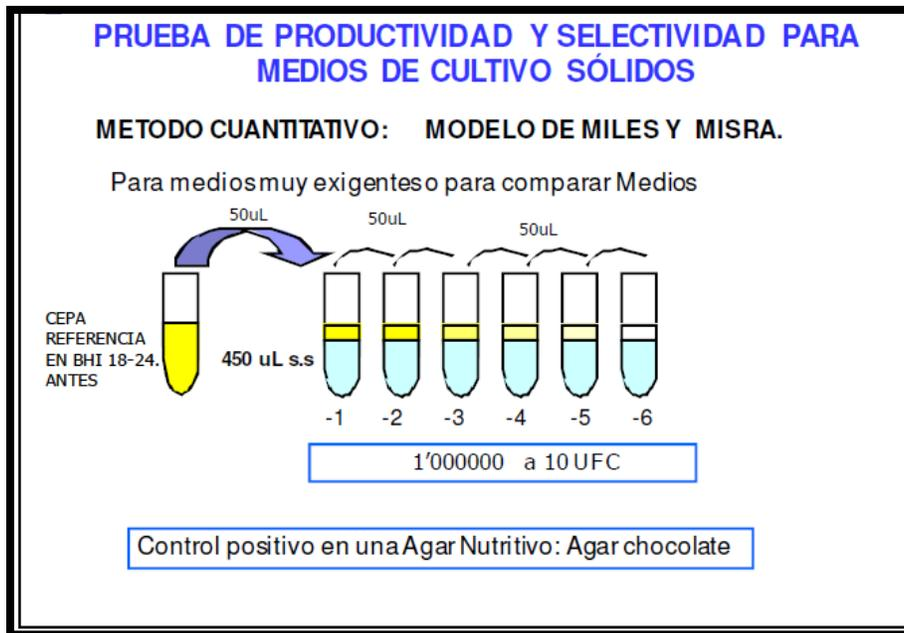 PRUEBA DE PRODUCTIVIDAD Y SELECTIVIDAD PARA
MEDIOS DE CULTIVO SÓLIDOS
METODO CUANTITATIVO: MODELO DE MILES Y MISRA.
Para medios muy exigentes o para comparar Medios
50uL
50uL
50uL
CEPA
REFERENCIA
EN BHI 18-24.
ANTES
450 uL s.s
-1 -2 -3 -4 -5 -6
1'000000 a 10 UFC
Control positivo en una Agar Nutritivo: Agar chocolate